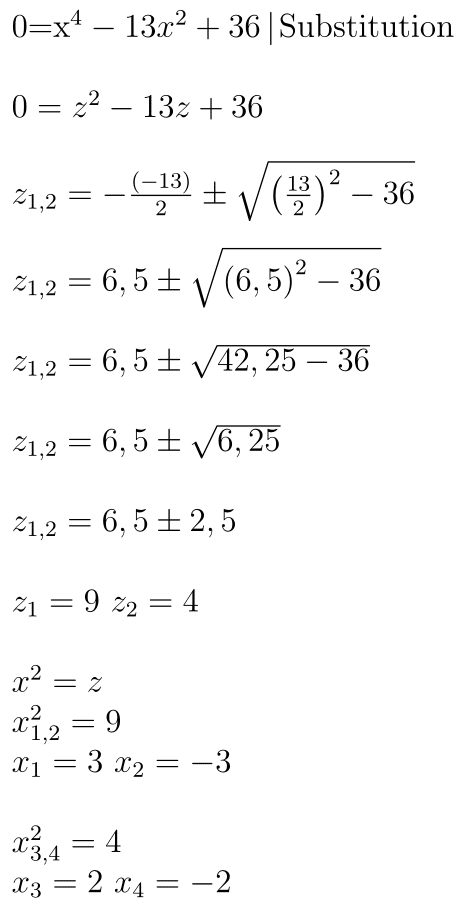 0=x⁴ − 13x² + 36 | Substitution
0 = z² − 13z + 36
z₁,₂ = −(−13)/2 ± √((13/2)² − 36)
z₁,₂ = 6,5 ± √((6,5)² − 36)
z₁,₂ = 6,5 ± √(42,25 − 36)
z₁,₂ = 6,5 ± √(6,25)
z₁,₂ = 6,5 ± 2,5
z₁ = 9 z₂ = 4
x² = z
x²₁,₂ = 9
x₁ = 3 x₂ = −3
x²₃,₄ = 4
x₃ = 2 x₄ = −2